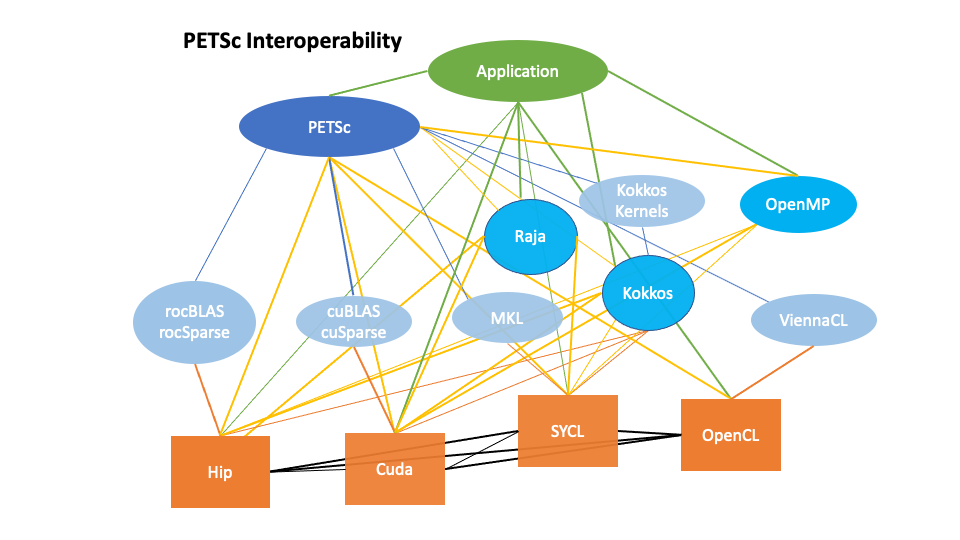 PETSc Interoperability
Application
PETSc
Kokkos
Kernels
OpenMP
Raja
Kokkos
rocBLAS
rocSparse
cuBLAS
cuSparse
MKL
ViennaCL
SYCL
OpenCL
Hip
Cuda